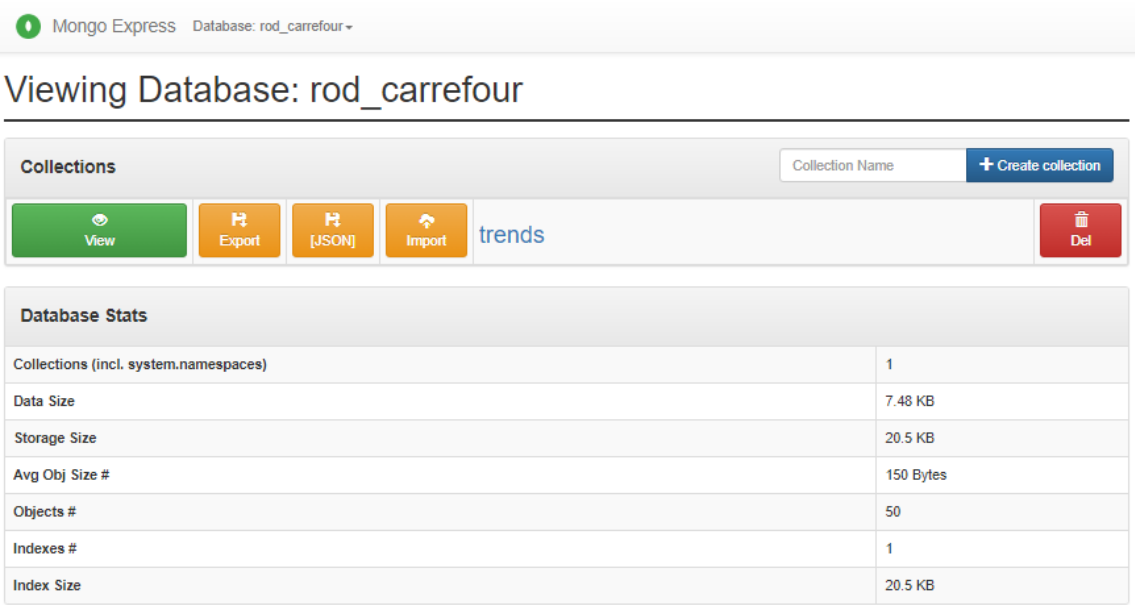 Mongo Express Database: rod_carrefour
Viewing Database: rod_carrefour
Collections Collection Name + Create collection
View Export [JSON] Import trends Del
Database Stats
Collections (incl. system.namespaces) 1
Data Size 7.48 KB
Storage Size 20.5 KB
Avg Obj Size # 150 Bytes
Objects # 50
Indexes # 1
Index Size 20.5 KB